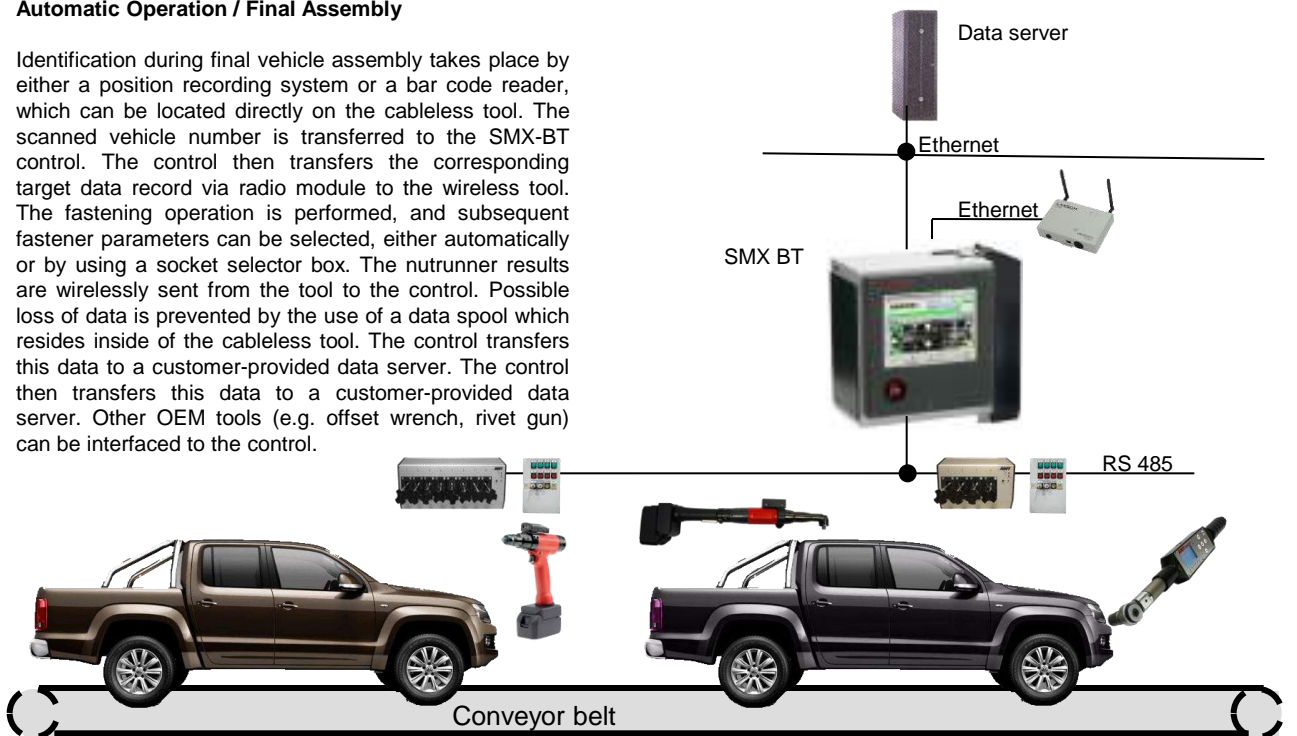 Automatic Operation / Final Assembly
Identification during final vehicle assembly takes place by
either a position recording system or a bar code reader,
which can be located directly on the cableless tool. The
scanned vehicle number is transferred to the SMX-BT
control. The control then transfers the corresponding
target data record via radio module to the wireless tool.
The fastening operation is performed, and subsequent
fastener parameters can be selected, either automatically
or by using a socket selector box. The nutrunner results
are wirelessly sent from the tool to the control. Possible
loss of data is prevented by the use of a data spool which
resides inside of the cableless tool. The control transfers
this data to a customer-provided data server. The control
then transfers this data to a customer-provided data
server. Other OEM tools (e.g. offset wrench, rivet gun)
can be interfaced to the control.
Data server
Ethernet
Ethernet
SMX BT
RS 485
Conveyor belt